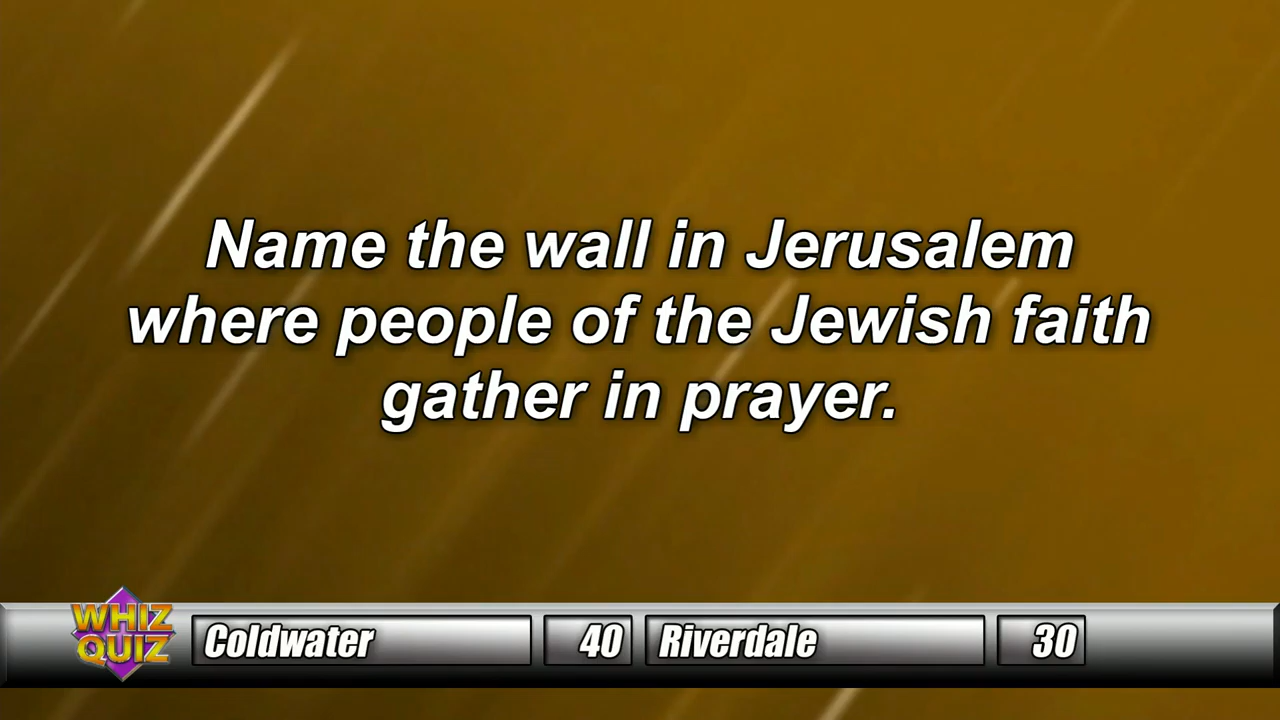 Name the wall in Jerusalem
where people of the Jewish faith
gather in prayer.
WHIZ
QUIZ
Coldwater 40 Riverdale 30